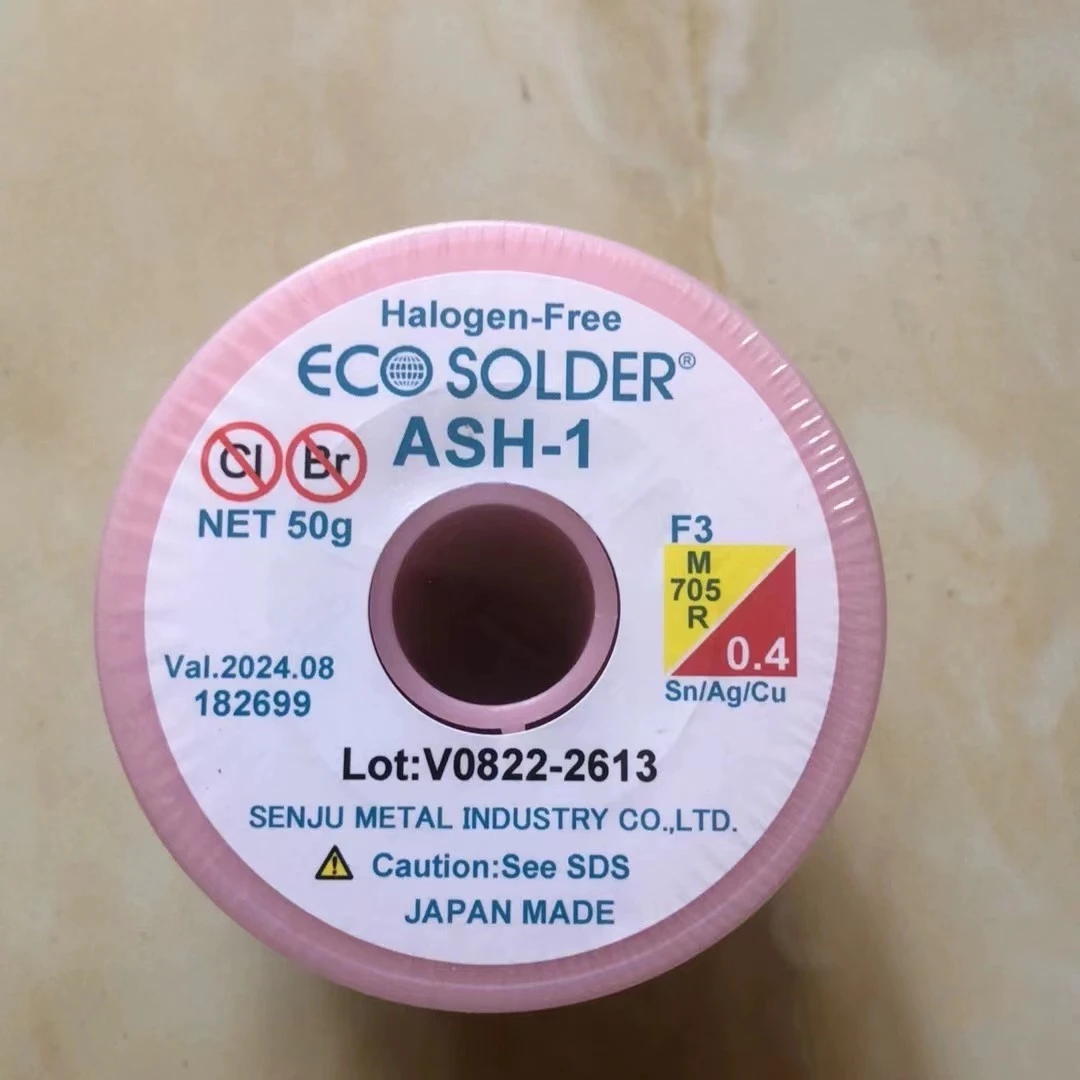 Halogen-Free
ECO SOLDER®
ASH-1
Cl Br
NET 50g
F3
M
705
R
0.4
Sn/Ag/Cu
Val.2024.08
182699
Lot:V0822-2613
SENJU METAL INDUSTRY CO.,LTD.
Caution:See SDS
JAPAN MADE